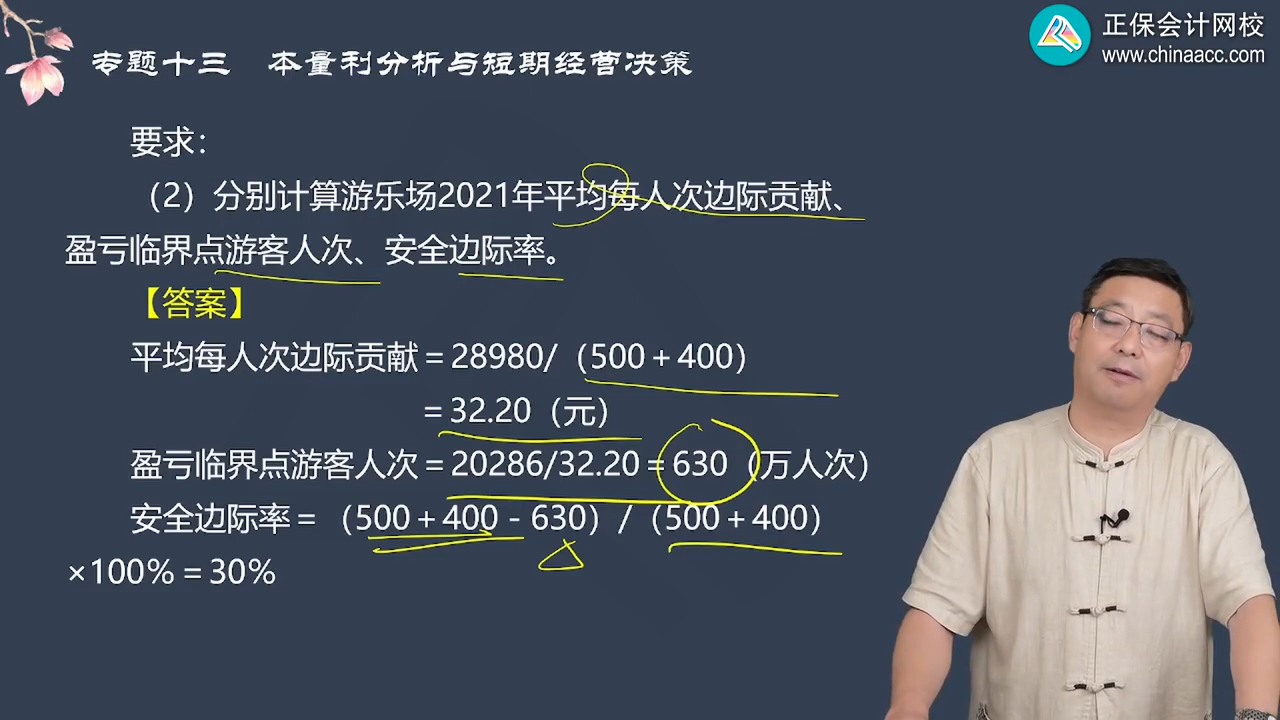 正保会计网校
www.chinaacc.com
专题十三 本量利分析与短期经营决策
要求：
（2）分别计算游乐场2021年平均每人次边际贡献、
盈亏临界点游客人次、安全边际率。
【答案】
平均每人次边际贡献＝28980/（500＋400）
＝32.20（元）
盈亏临界点游客人次＝20286/32.20＝630（万人次）
安全边际率＝（500＋400－630）/（500＋400）
×100%＝30%